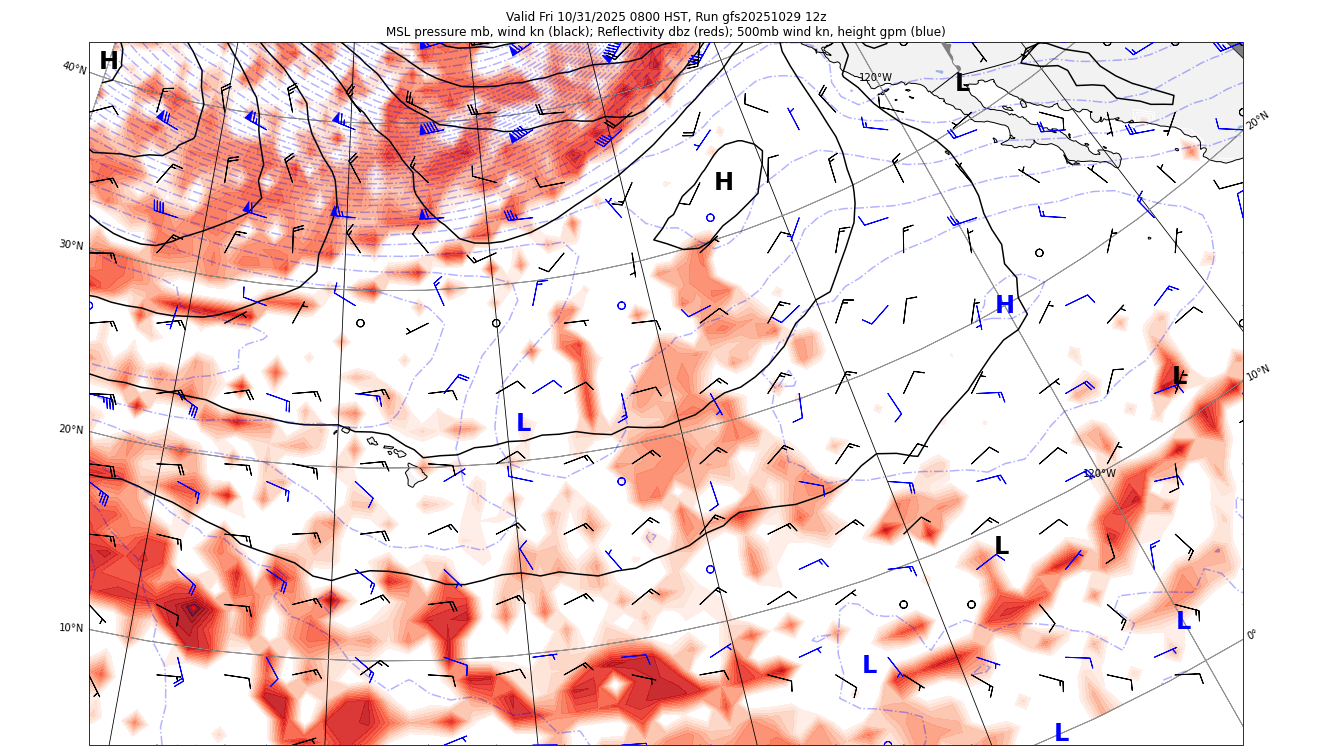 Valid Fri 10/31/2025 0800 HST, Run gfs20251029 12z
MSL pressure mb, wind kn (black); Reflectivity dbz (reds); 500mb wind kn, height gpm (blue)
H
40°N
120°W
L
20°N
H
30°N
H
L
10°N
L
20°N
120°W
L
10°N
L
0°
L
L